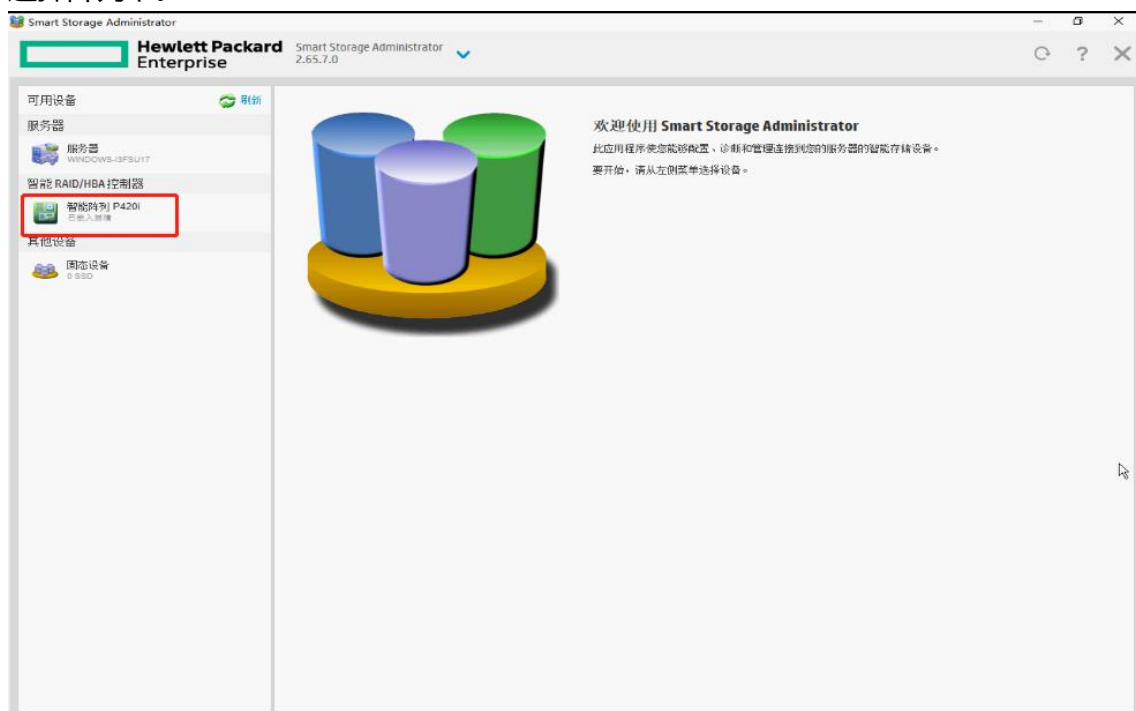 Smart Storage Administrator
Hewlett Packard
Enterprise
Smart Storage Administrator
2.65.7.0
可用设备
刷新
服务器
服务器
WINDOWS-I3FSU17
智能 RAID/HBA 控制器
智能阵列 P420i
已嵌入插槽
其他设备
固态设备
0 SSD
欢迎使用 Smart Storage Administrator
此应用程序使您能够配置、诊断和管理连接到您的服务器的智能存储设备。
要开始，请从左侧菜单选择设备。